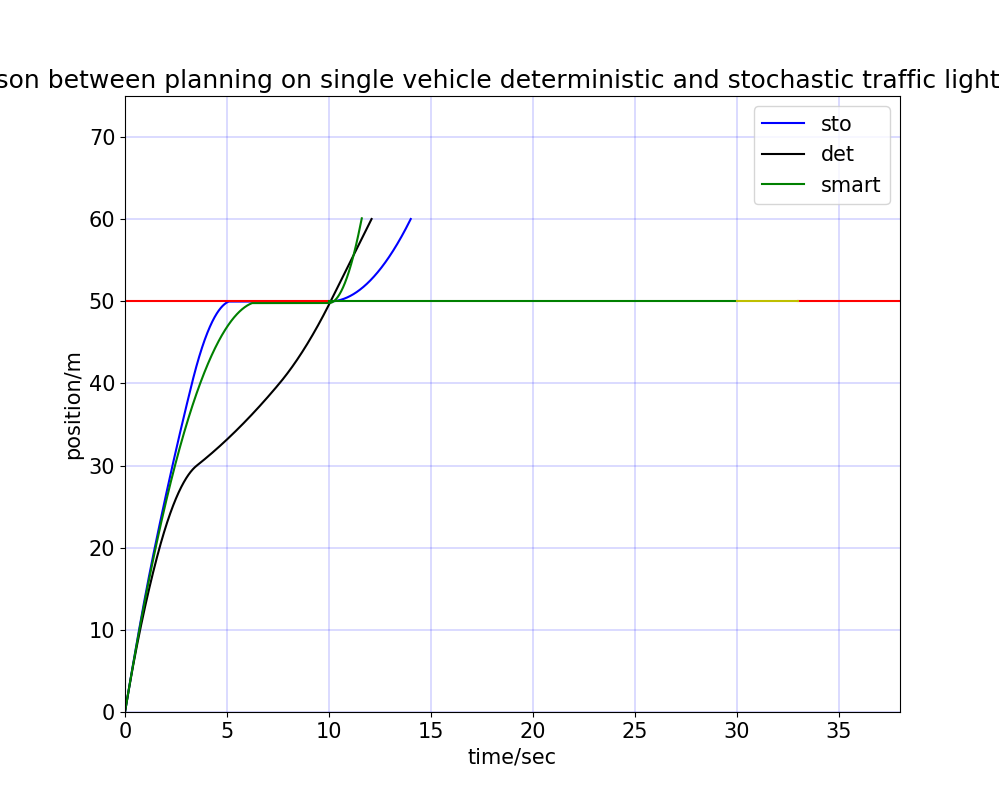 son between planning on single vehicle deterministic and stochastic traffic light
sto
det
smart
70
60
50
40
30
20
10
0
position/m
0 5 10 15 20 25 30 35
time/sec